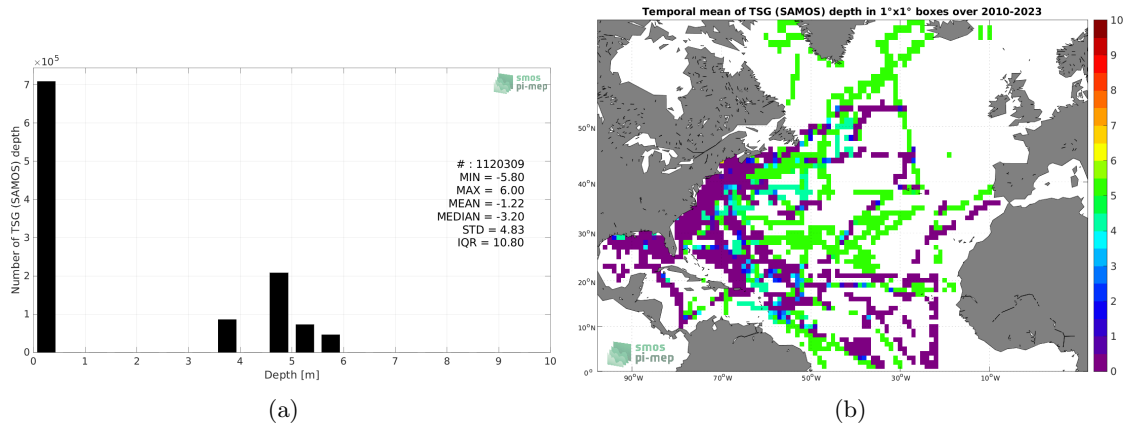 ×10⁵
7
6
5
4
3
2
1
0
Number of TSG (SAMOS) depth
smos
pi-mep
# : 1120309
MIN = -5.80
MAX = 6.00
MEAN = -1.22
MEDIAN = -3.20
STD = 4.83
IQR = 10.80
0 1 2 3 4 5 6 7 8 9 10
Depth [m]
(a)
Temporal mean of TSG (SAMOS) depth in 1°x1° boxes over 2010-2023
50°N
40°N
30°N
20°N
10°N
0°
90°W 70°W 50°W 30°W 10°W
smos
pi-mep
10
9
8
7
6
5
4
3
2
1
0
(b)